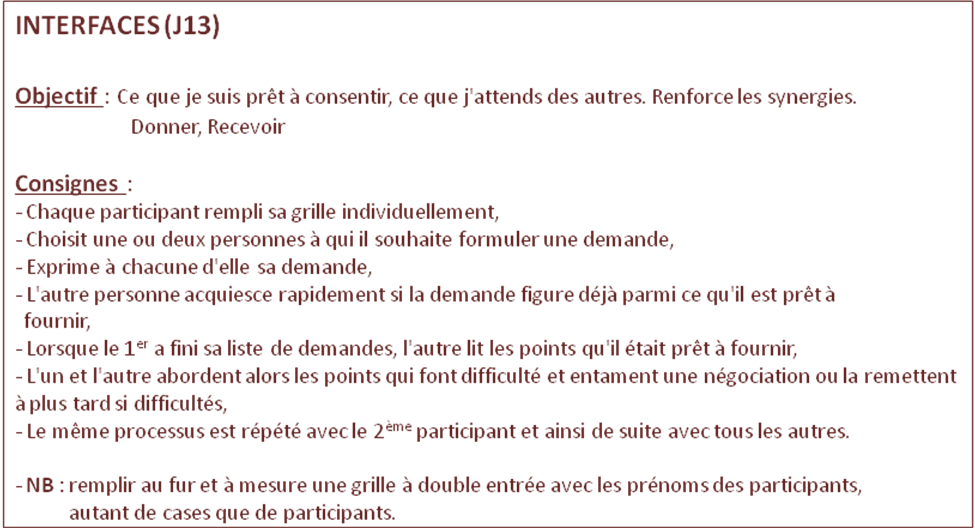 INTERFACES (J13)
Objectif : Ce que je suis prêt à consentir, ce que j'attends des autres. Renforce les synergies.
Donner, Recevoir
Consignes :
- Chaque participant rempli sa grille individuellement,
- Choisit une ou deux personnes à qui il souhaite formuler une demande,
- Exprime à chacune d'elle sa demande,
- L'autre personne acquiesce rapidement si la demande figure déjà parmi ce qu'il est prêt à
fournir,
- Lorsque le 1er a fini sa liste de demandes, l'autre lit les points qu'il était prêt à fournir,
- L'un et l'autre abordent alors les points qui font difficulté et entament une négociation ou la remettent
à plus tard si difficultés,
- Le même processus est répété avec le 2ème participant et ainsi de suite avec tous les autres.
- NB : remplir au fur et à mesure une grille à double entrée avec les prénoms des participants,
autant de cases que de participants.